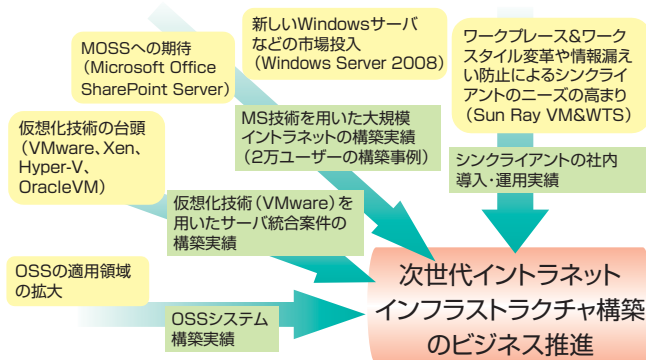 新しいWindowsサーバ
などの市場投入
（Windows Server 2008）
MOSSへの期待
（Microsoft Office
SharePoint Server）
ワークプレース&ワーク
スタイル変革や情報漏え
い防止によるシンクライ
アントのニーズの高まり
（Sun Ray VM&WTS）
MS技術を用いた大規模
イントラネットの構築実績
（2万ユーザーの構築事例）
仮想化技術の台頭
（VMware、Xen、
Hyper-V、
OracleVM）
シンクライアントの社内
導入・運用実績
仮想化技術（VMware）を
用いたサーバ統合案件の
構築実績
OSSの適用領域
の拡大
OSSシステム
構築実績
次世代イントラネット
インフラストラクチャ構築
のビジネス推進